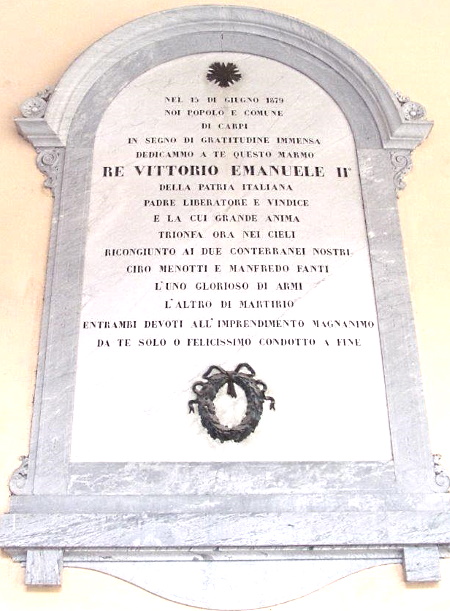 NEL 15 DI GIUGNO 1879
NOI POPOLO E COMUNE
DI CARPI
IN SEGNO DI GRATITUDINE IMMENSA
DEDICAMMO A TE QUESTO MARMO
RE VITTORIO EMANUELE II°
DELLA PATRIA ITALIANA
PADRE LIBERATORE E VINDICE
E LA CUI GRANDE ANIMA
TRIONFA ORA NEI CIELI
RICONGIUNTO AI DUE CONTERRANEI NOSTRI
CIRO MENOTTI E MANFREDO FANTI
L'UNO GLORIOSO DI ARMI
L'ALTRO DI MARTIRIO
ENTRAMBI DEVOTI ALL'IMPRENDIMENTO MAGNANIMO
DA TE SOLO O FELICISSIMO CONDOTTO A FINE